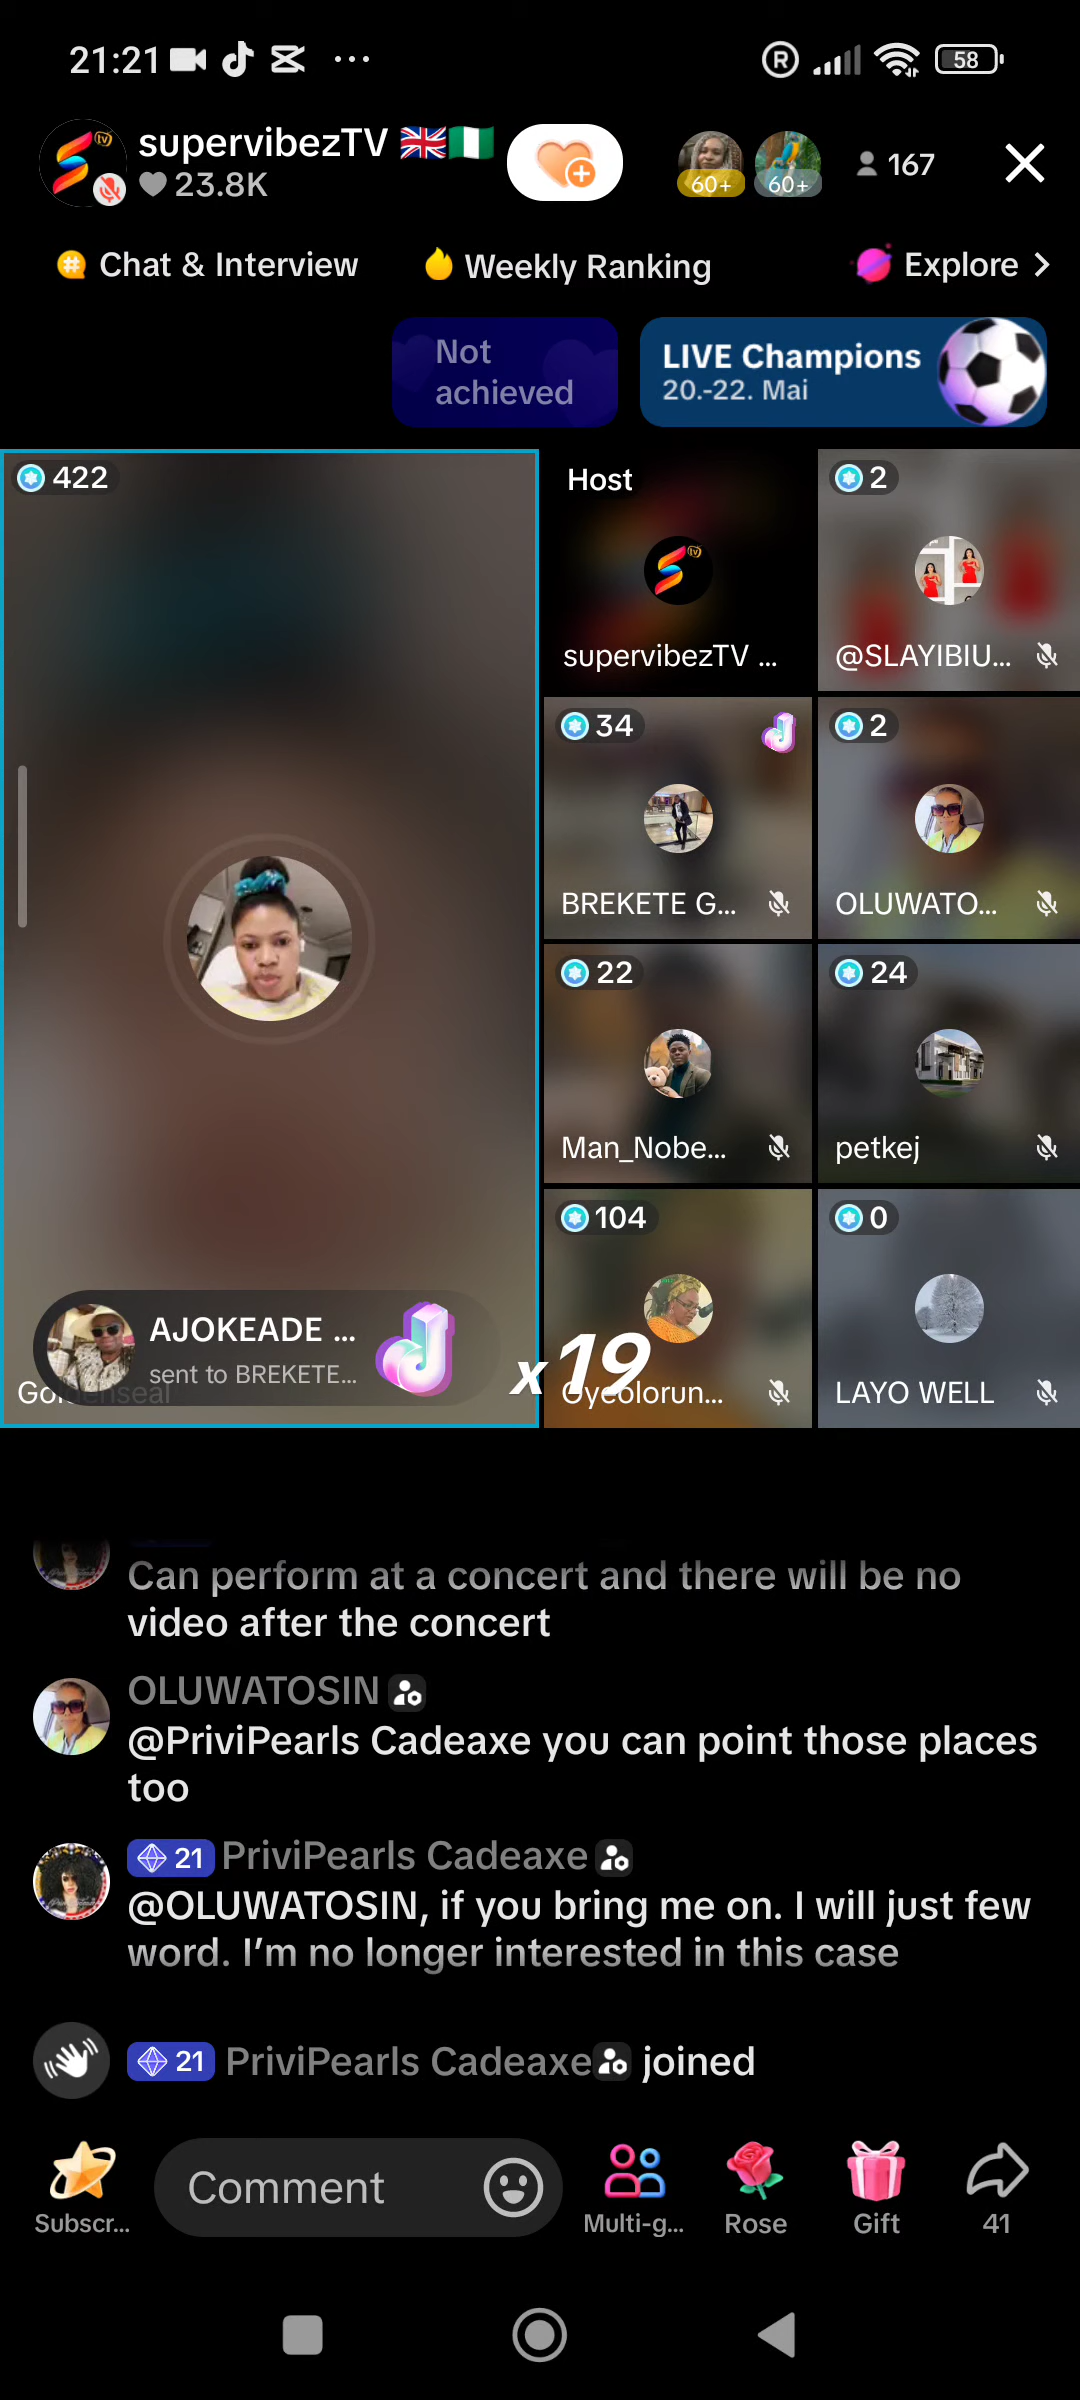 21:21
58
supervibezTV 🇬🇧🇳🇬
23.8K
60+
60+
167
Chat & Interview
Weekly Ranking
Explore
Not
achieved
LIVE Champions
20.-22. Mai
422
Host
supervibezTV ...
2
@SLAYIBIU...
34
BREKETE G...
2
OLUWATO...
22
Man_Nobe...
24
petkej
104
Oyeolorun...
0
LAYO WELL
AJOKEADE ...
sent to BREKETE...
x19
Goldenseal
Can perform at a concert and there will be no
video after the concert
OLUWATOSIN
@PriviPearls Cadeaxe you can point those places
too
21 PriviPearls Cadeaxe
@OLUWATOSIN, if you bring me on. I will just few
word. I’m no longer interested in this case
21 PriviPearls Cadeaxe joined
Comment
Subscr...
Multi-g...
Rose
Gift
41